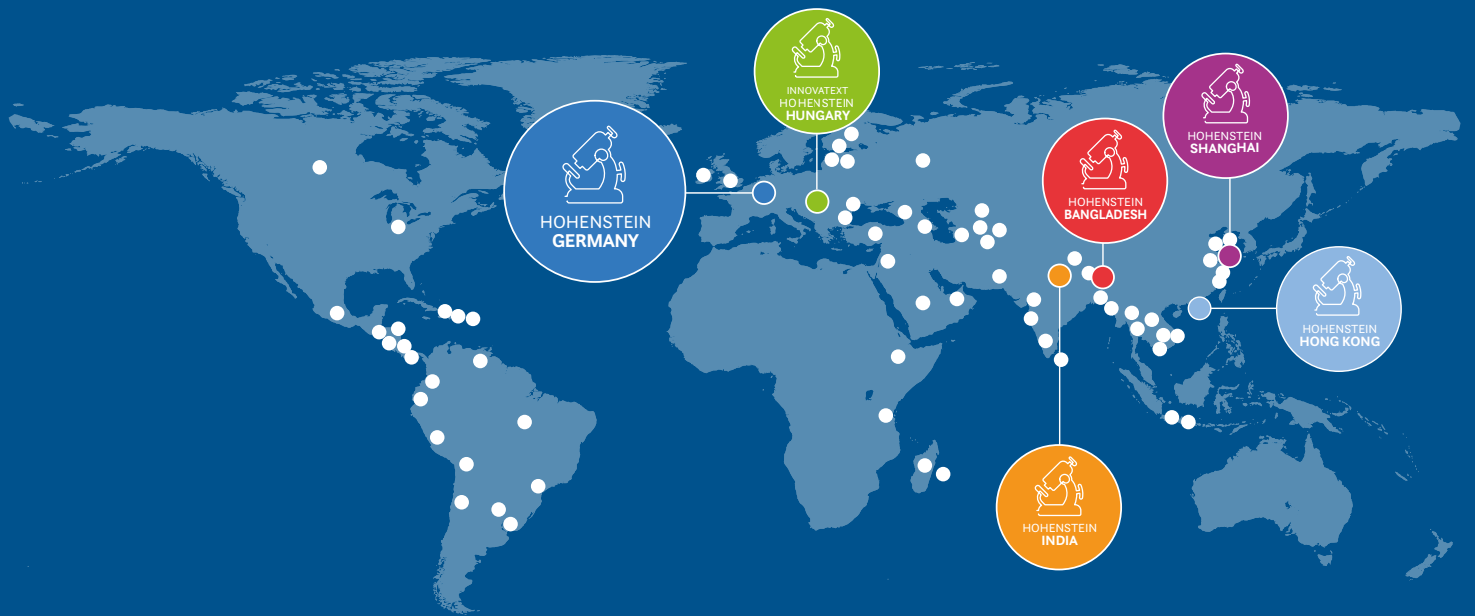 INNOVATEXT
HOHENSTEIN
HUNGARY
HOHENSTEIN
SHANGHAI
HOHENSTEIN
GERMANY
HOHENSTEIN
BANGLADESH
HOHENSTEIN
HONG KONG
HOHENSTEIN
INDIA